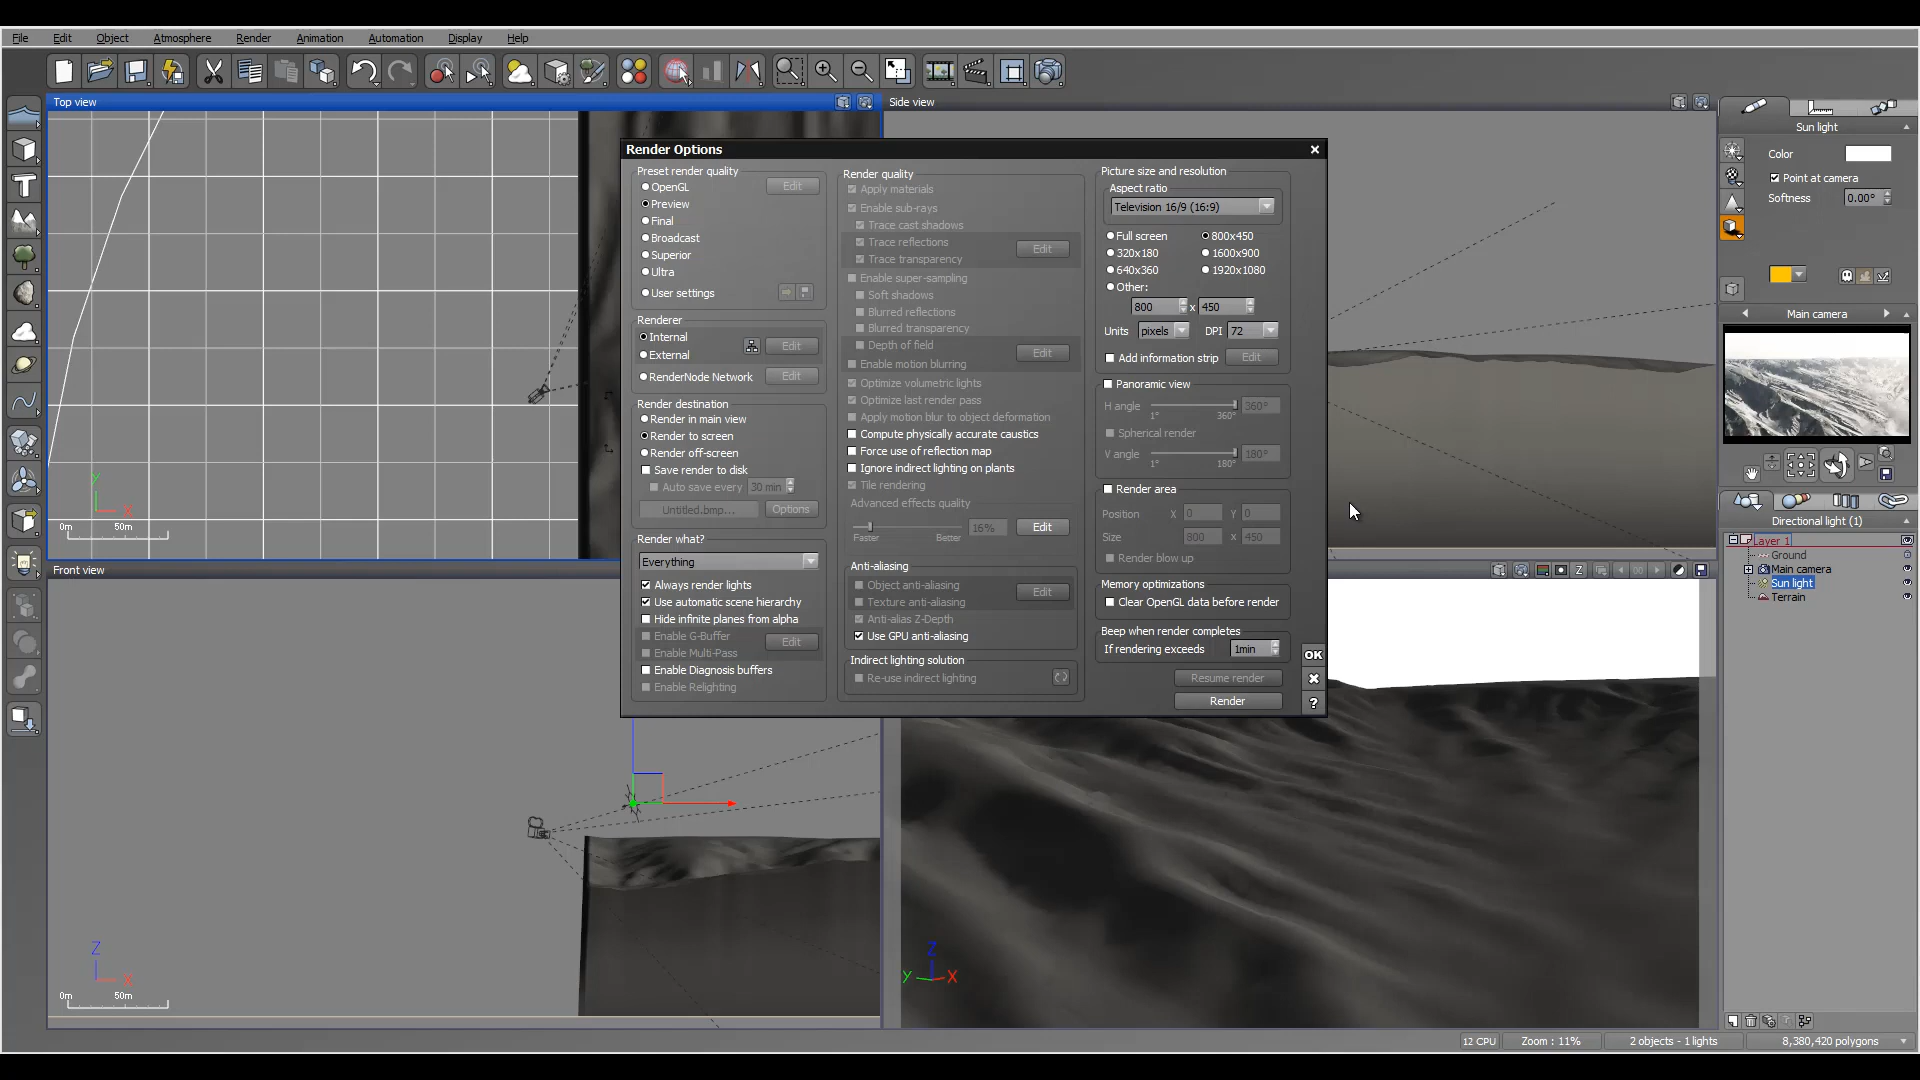 File Edit Object Atmosphere Render Animation Automation Display Help
Top view
Side view
Sun light
Color
Point at camera
Softness 0.00°
Main camera
Render Options
Preset render quality
OpenGL
Edit
Preview
Final
Broadcast
Superior
Ultra
User settings
Renderer
Internal
External
Edit
RenderNode Network
Edit
Render destination
Render in main view
Render to screen
Render off-screen
Save render to disk
Auto save every 30 min
Untitled.bmp...
Options
Render what?
Everything
Always render lights
Use automatic scene hierarchy
Hide infinite planes from alpha
Enable G-Buffer
Enable Multi-Pass
Edit
Enable Diagnosis buffers
Enable Relighting
Render quality
Apply materials
Enable sub-rays
Trace cast shadows
Trace reflections
Trace transparency
Edit
Enable super-sampling
Soft shadows
Blurred reflections
Blurred transparency
Depth of field
Enable motion blurring
Edit
Optimize volumetric lights
Optimize last render pass
Apply motion blur to object deformation
Compute physically accurate caustics
Force use of reflection map
Ignore indirect lighting on plants
Tile rendering
Advanced effects quality
16%
Edit
Faster Better
Anti-aliasing
Object anti-aliasing
Texture anti-aliasing
Edit
Anti-alias Z-Depth
Use GPU anti-aliasing
Indirect lighting solution
Re-use indirect lighting
Picture size and resolution
Aspect ratio
Television 16/9 (16:9)
Full screen 800x450
320x180 1600x900
640x360 1920x1080
Other:
800 x 450
Units pixels DPI 72
Add information strip Edit
Panoramic view
H angle 360°
1° 360°
Spherical render
V angle 180°
1° 180°
Render area
Position X 0 Y 0
Size 800 x 450
Render blow up
Memory optimizations
Clear OpenGL data before render
Beep when render completes
If rendering exceeds 1min
OK
Resume render
Render
?
Directional light (1)
Layer 1
Ground
Main camera
Sun light
Terrain
Y
X
0m 50m
Front view
Z
Z
X
0m 50m
Z
Y X
12 CPU Zoom : 11% 2 objects - 1 lights 8,380,420 polygons